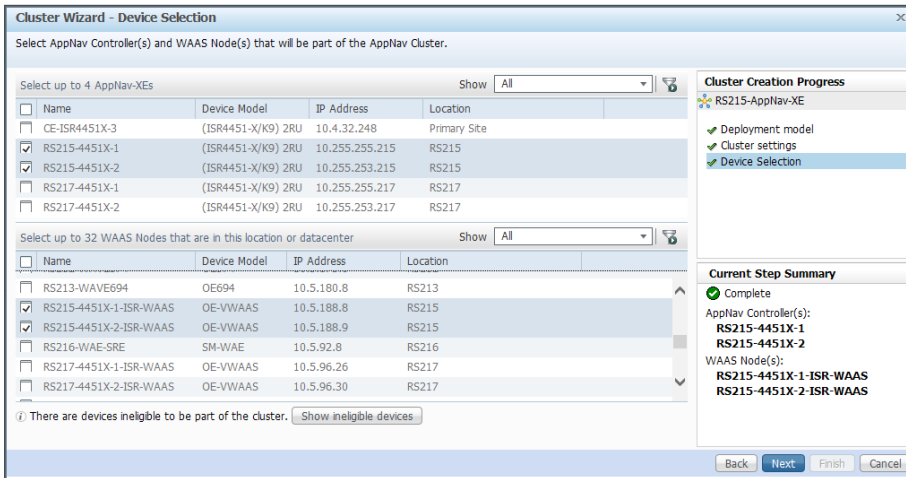 Cluster Wizard - Device Selection
Select AppNav Controller(s) and WAAS Node(s) that will be part of the AppNav Cluster.
Select up to 4 AppNav-XEs Show All
Name Device Model IP Address Location
CE-ISR4451X-3 (ISR4451-X/K9) 2RU 10.4.32.248 Primary Site
RS215-4451X-1 (ISR4451-X/K9) 2RU 10.255.255.215 RS215
RS215-4451X-2 (ISR4451-X/K9) 2RU 10.255.253.215 RS215
RS217-4451X-1 (ISR4451-X/K9) 2RU 10.255.255.217 RS217
RS217-4451X-2 (ISR4451-X/K9) 2RU 10.255.253.217 RS217
Select up to 32 WAAS Nodes that are in this location or datacenter Show All
Name Device Model IP Address Location
RS213-WAVE694 OE694 10.5.180.8 RS213
RS215-4451X-1-ISR-WAAS OE-VWAAS 10.5.188.8 RS215
RS215-4451X-2-ISR-WAAS OE-VWAAS 10.5.188.9 RS215
RS216-WAE-SRE SM-WAE 10.5.92.8 RS216
RS217-4451X-1-ISR-WAAS OE-VWAAS 10.5.96.26 RS217
RS217-4451X-2-ISR-WAAS OE-VWAAS 10.5.96.30 RS217
There are devices ineligible to be part of the cluster. Show ineligible devices
Cluster Creation Progress
RS215-AppNav-XE
Deployment model
Cluster settings
Device Selection
Current Step Summary
Complete
AppNav Controller(s):
RS215-4451X-1
RS215-4451X-2
WAAS Node(s):
RS215-4451X-1-ISR-WAAS
RS215-4451X-2-ISR-WAAS
Back Next Finish Cancel